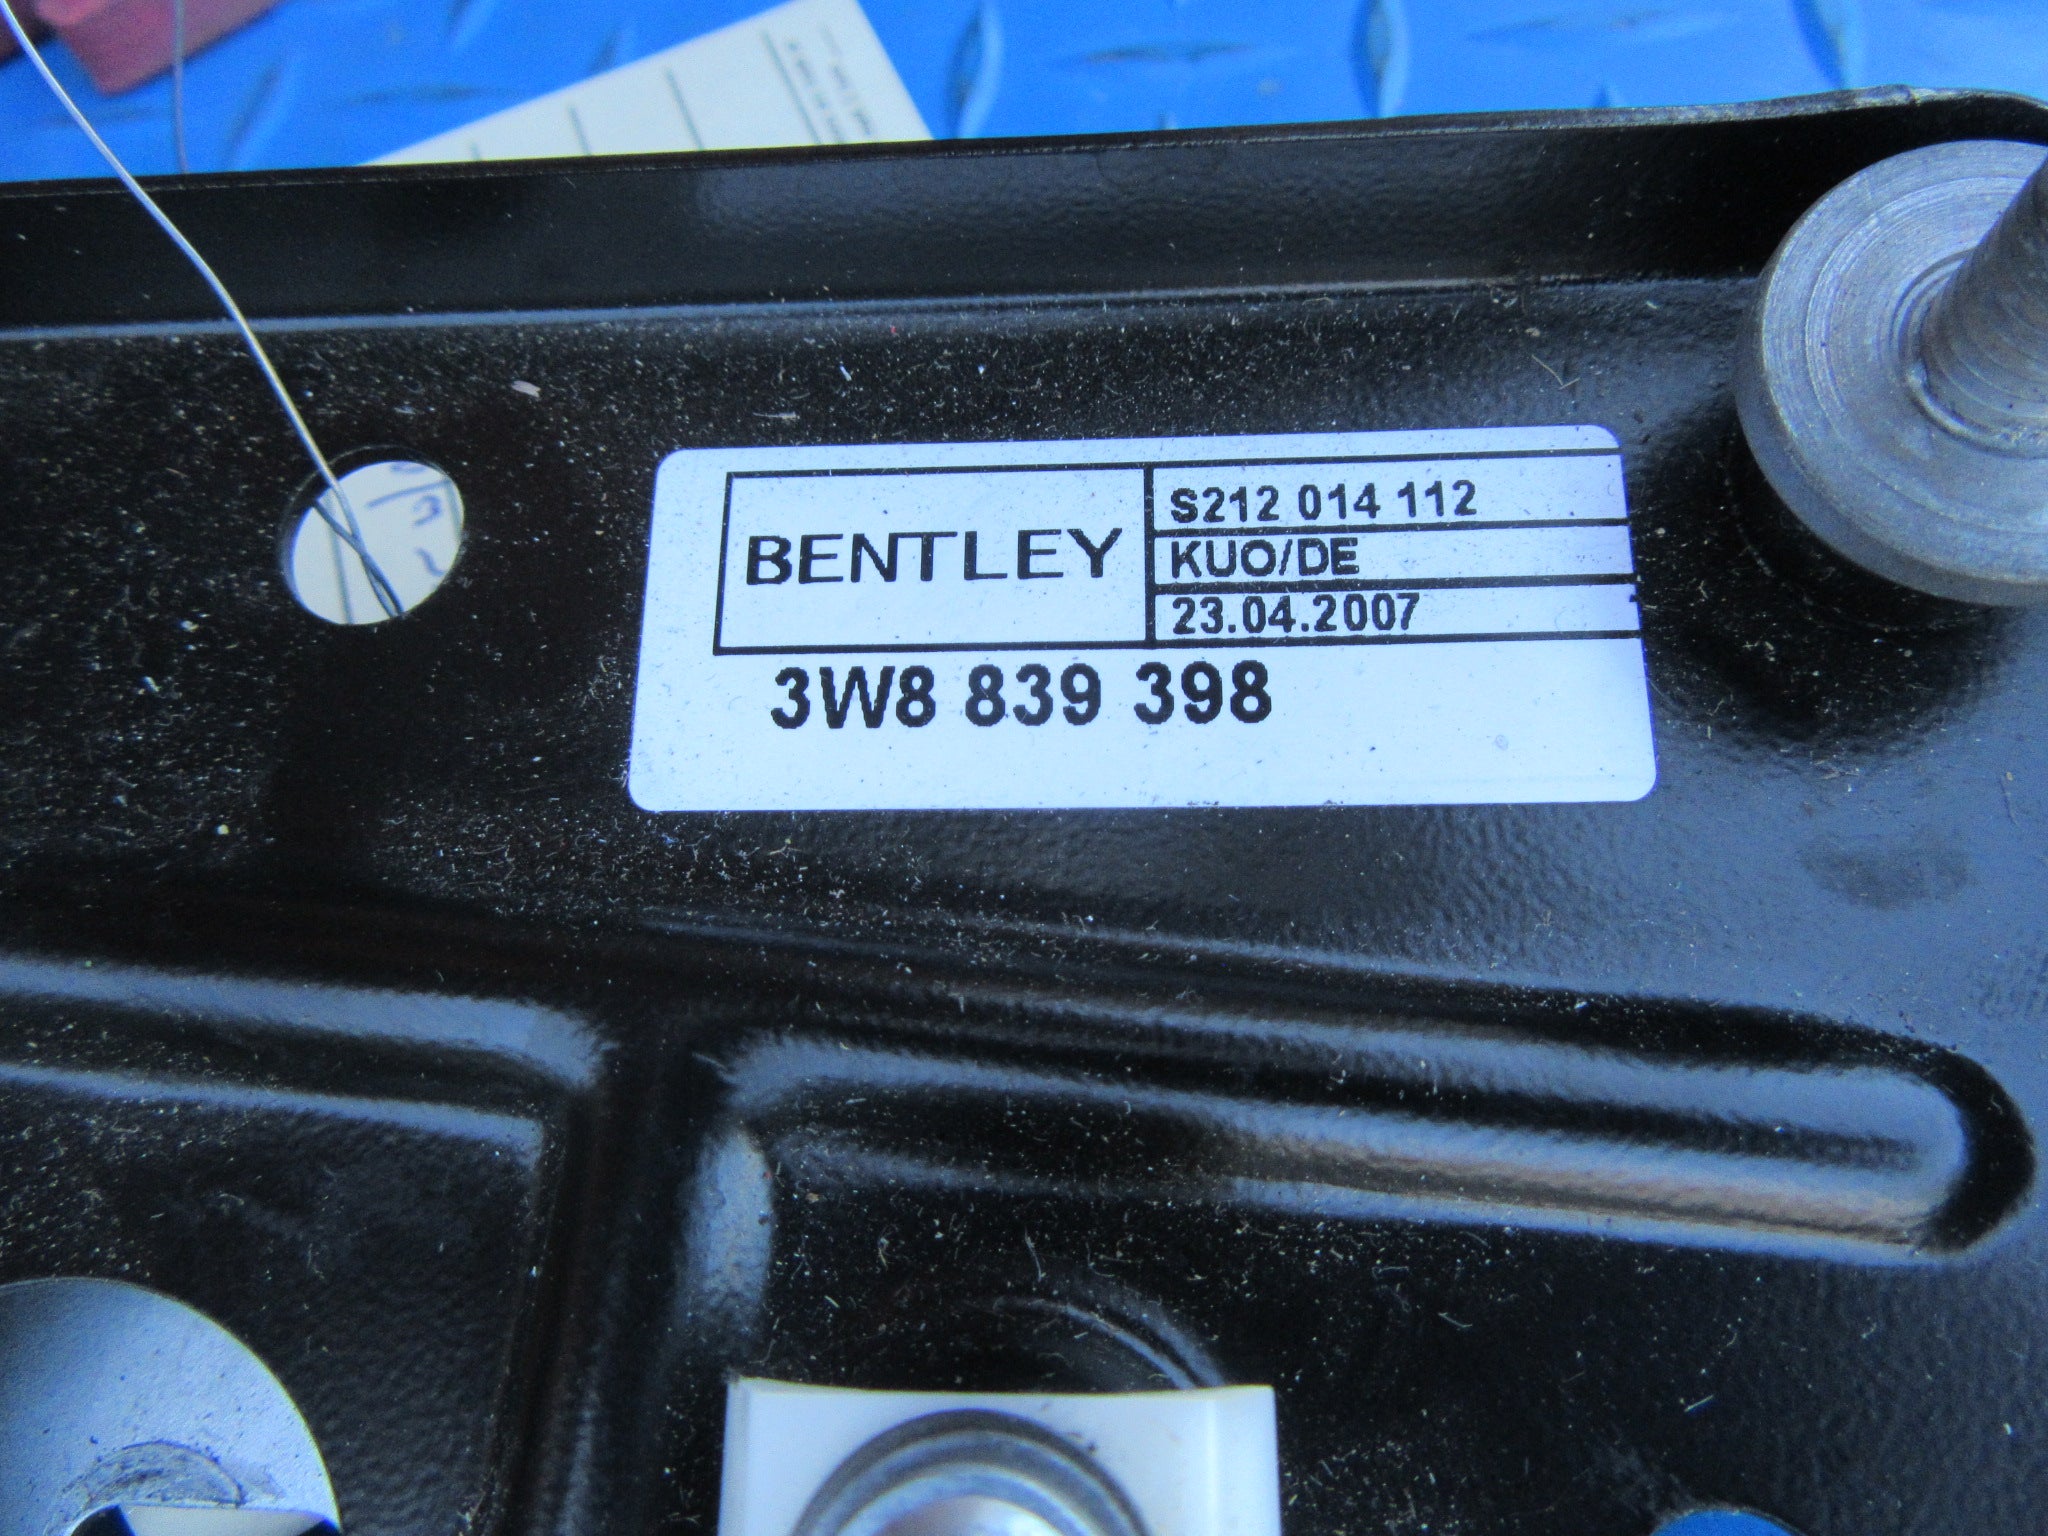 BENTLEY
S212 014 112
KUO/DE
23.04.2007
3W8 839 398